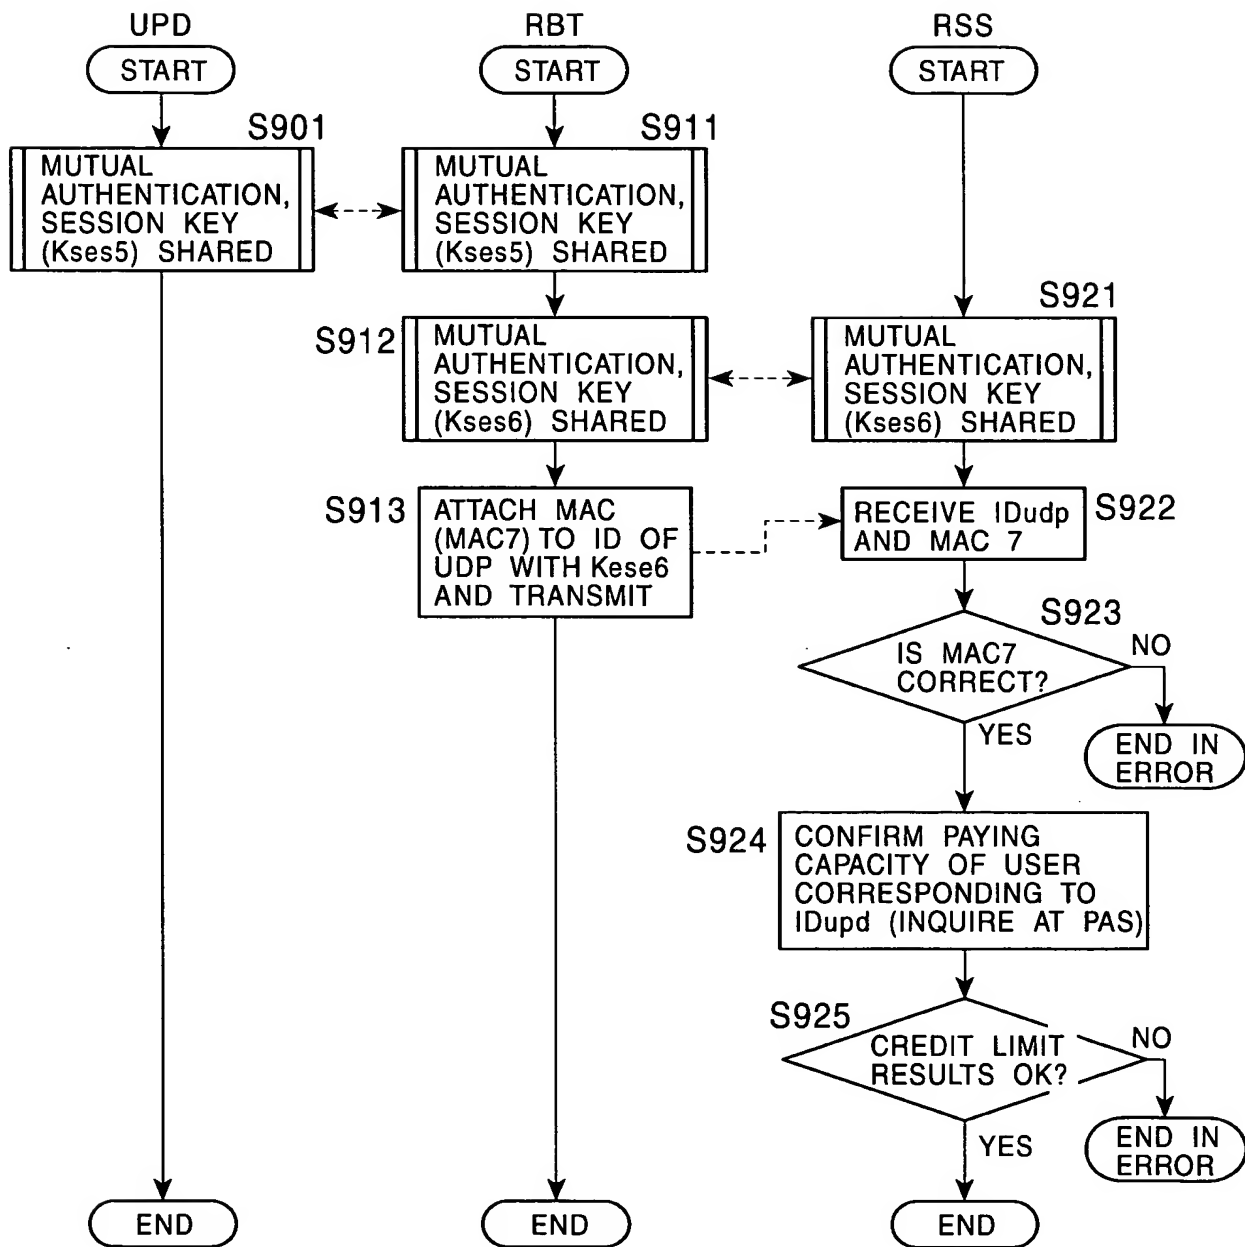 UPD
RBT
RSS
START
START
START
S901
MUTUAL
AUTHENTICATION,
SESSION KEY
(Kses5) SHARED
S911
MUTUAL
AUTHENTICATION,
SESSION KEY
(Kses5) SHARED
S912
MUTUAL
AUTHENTICATION,
SESSION KEY
(Kses6) SHARED
S921
MUTUAL
AUTHENTICATION,
SESSION KEY
(Kses6) SHARED
S913
ATTACH MAC
(MAC7) TO ID OF
UDP WITH Kese6
AND TRANSMIT
RECEIVE IDudp
AND MAC 7
S922
S923
IS MAC7
CORRECT?
NO
YES
END IN
ERROR
S924
CONFIRM PAYING
CAPACITY OF USER
CORRESPONDING TO
IDupd (INQUIRE AT PAS)
S925
CREDIT LIMIT
RESULTS OK?
NO
YES
END IN
ERROR
END
END
END